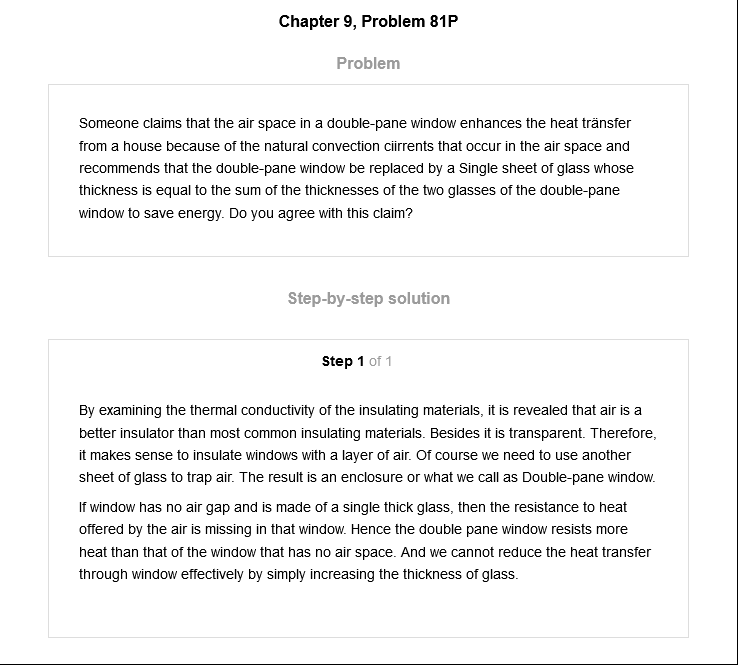 Chapter 9, Problem 81P
Problem
Someone claims that the air space in a double-pane window enhances the heat tränsfer
from a house because of the natural convection ciirrents that occur in the air space and
recommends that the double-pane window be replaced by a Single sheet of glass whose
thickness is equal to the sum of the thicknesses of the two glasses of the double-pane
window to save energy. Do you agree with this claim?
Step-by-step solution
Step 1 of 1
By examining the thermal conductivity of the insulating materials, it is revealed that air is a
better insulator than most common insulating materials. Besides it is transparent. Therefore,
it makes sense to insulate windows with a layer of air. Of course we need to use another
sheet of glass to trap air. The result is an enclosure or what we call as Double-pane window.
If window has no air gap and is made of a single thick glass, then the resistance to heat
offered by the air is missing in that window. Hence the double pane window resists more
heat than that of the window that has no air space. And we cannot reduce the heat transfer
through window effectively by simply increasing the thickness of glass.